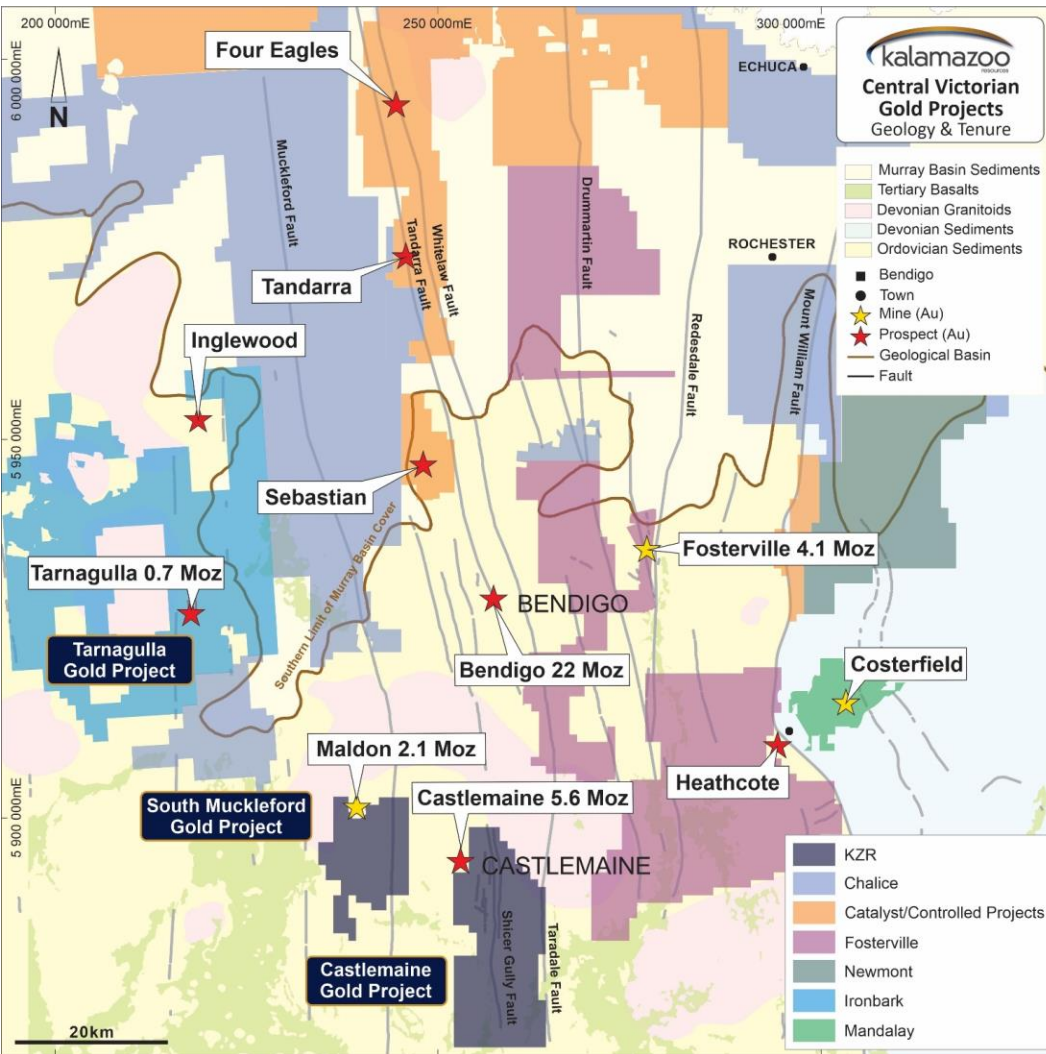 200 000mE
250 000mE
300 000mE
6 000 000mE
5 950 000mE
5 900 000mE
N
kalamazoo
resources
Central Victorian
Gold Projects
Geology & Tenure
Murray Basin Sediments
Tertiary Basalts
Devonian Granitoids
Devonian Sediments
Ordovician Sediments
Bendigo
Town
Mine (Au)
Prospect (Au)
Geological Basin
Fault
Four Eagles
ECHUCA
Muckleford Fault
Tandarra Fault
Whitelaw Fault
Drummartin Fault
ROCHESTER
Tandarra
Redesdale Fault
Mount William Fault
Inglewood
Sebastian
Southern Limit of Murray Basin Cover
Fosterville 4.1 Moz
Tarnagulla 0.7 Moz
BENDIGO
Tarnagulla
Gold Project
Bendigo 22 Moz
Costerfield
Maldon 2.1 Moz
Heathcote
South Muckleford
Gold Project
Castlemaine 5.6 Moz
CASTLEMAINE
Shicer Gully Fault
Taradale Fault
Castlemaine
Gold Project
20km
KZR
Chalice
Catalyst/Controlled Projects
Fosterville
Newmont
Ironbark
Mandalay